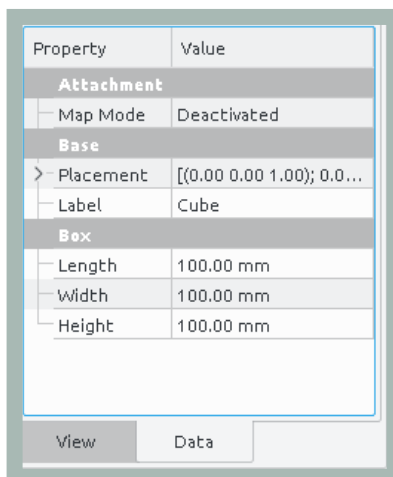 Property Value
Attachment
Map Mode Deactivated
Base
Placement [(0.00 0.00 1.00); 0.0...
Label Cube
Box
Length 100.00 mm
Width 100.00 mm
Height 100.00 mm
View Data